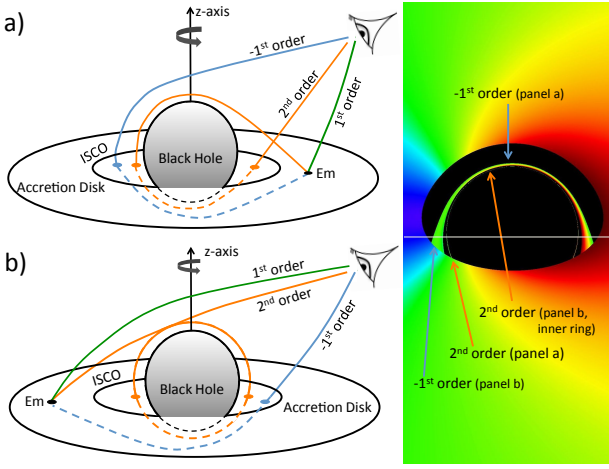 a)
z-axis
-1st order
2nd order
1st order
ISCO
Black Hole
Em
Accretion Disk
b)
z-axis
1st order
2nd order
-1st order
ISCO
Black Hole
Em
Accretion Disk
-1st order (panel a)
2nd order (panel b,
inner ring)
2nd order (panel a)
-1st order (panel b)